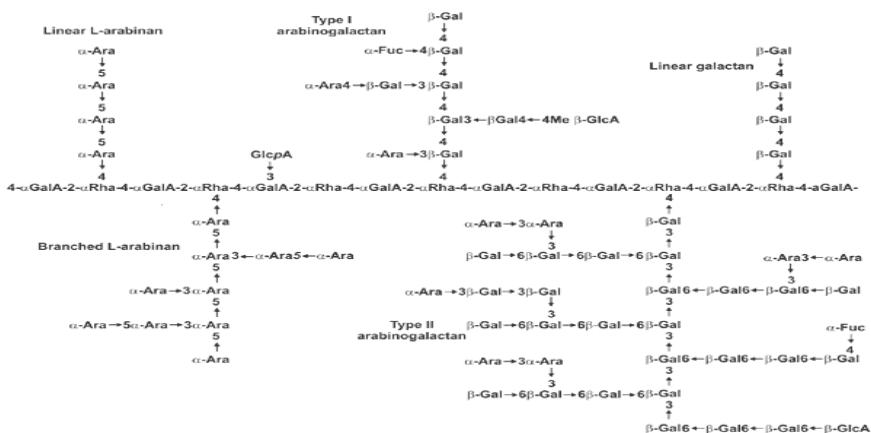 β-Gal
Type I
Linear L-arabinan arabinogalactan ↓
4
α-Ara α-Fuc→4β-Gal β-Gal
↓ ↓ Linear galactan ↓
5 4 4
α-Ara α-Ara4→β-Gal→3β-Gal β-Gal
↓ ↓ ↓
5 4 4
α-Ara β-Gal3←βGal4←4Me β-GlcA β-Gal
↓ ↓ ↓
5 4 4
α-Ara GlcpA α-Ara→3β-Gal β-Gal
↓ ↓ ↓ ↓
4 3 4 4
4-αGalA-2-αRha-4-αGalA-2-αRha-4-αGalA-2-αRha-4-αGalA-2-αRha-4-αGalA-2-αRha-4-αGalA-2-αRha-4-αGalA-2-αRha-4-aGalA-
4 4
↑ ↑
α-Ara α-Ara→3α-Ara β-Gal
5 ↓ 3
Branched L-arabinan ↑ 3 ↑
α-Ara3←α-Ara5←α-Ara β-Gal→6β-Gal→6β-Gal→6β-Gal α-Ara3←α-Ara
5 3 ↓
↑ ↑ 3
α-Ara→3α-Ara α-Ara→3β-Gal→3β-Gal β-Gal6←β-Gal6←β-Gal6←β-Gal
5 ↓ 3
↑ 3 ↑
α-Ara→5α-Ara→3α-Ara Type II β-Gal→6β-Gal→6β-Gal→6β-Gal α-Fuc
5 arabinogalactan 3 ↓
↑ ↑ 4
α-Ara α-Ara→3α-Ara β-Gal6←β-Gal6←β-Gal6←β-Gal
↓ 3
3 ↑
β-Gal→6β-Gal→6β-Gal→6β-Gal
3
↑
β-Gal6←β-Gal6←β-Gal6←β-GlcA